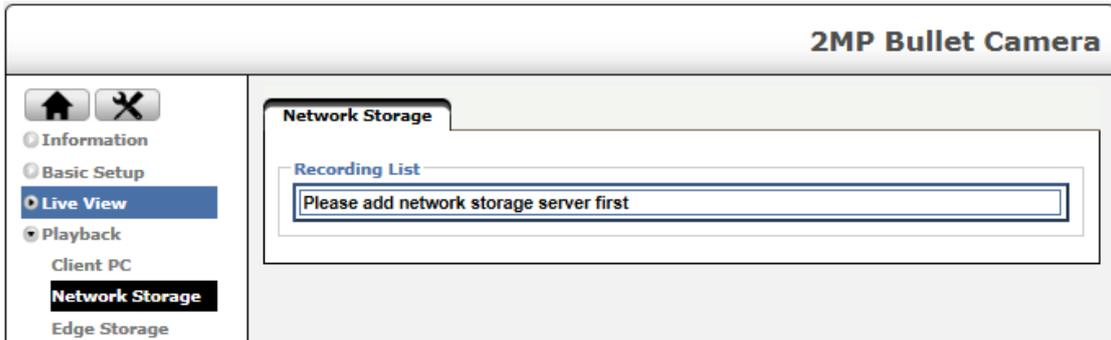 2MP Bullet Camera
Information
Basic Setup
Live View
Playback
Client PC
Network Storage
Edge Storage
Network Storage
Recording List
Please add network storage server first